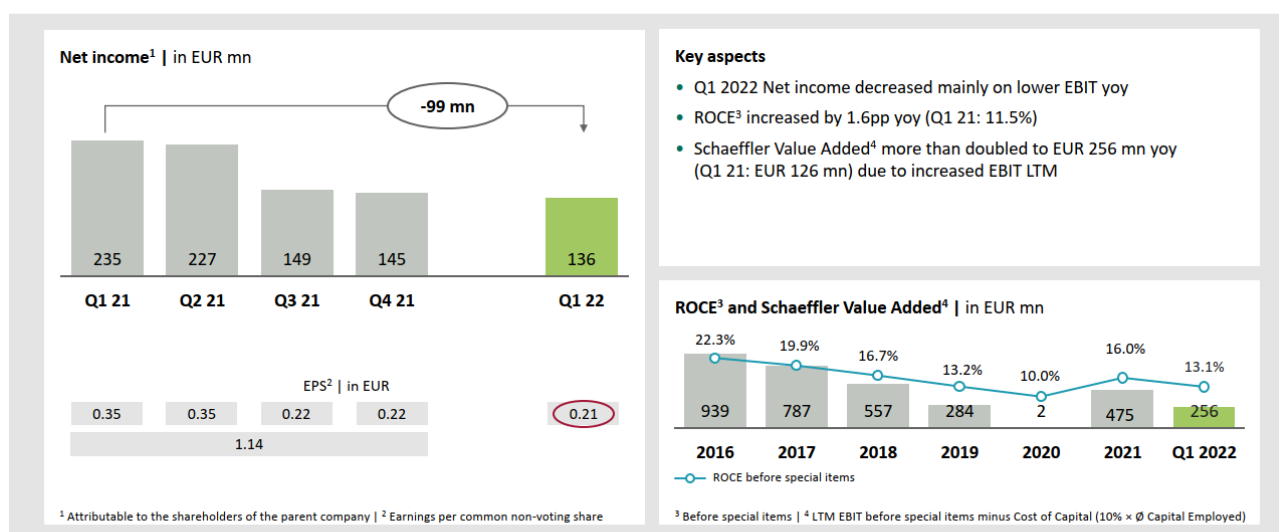 Net income¹ | in EUR mn
-99 mn
235 227 149 145 136
Q1 21 Q2 21 Q3 21 Q4 21 Q1 22
EPS² | in EUR
0.35 0.35 0.22 0.22 0.21
1.14
¹ Attributable to the shareholders of the parent company | ² Earnings per common non-voting share
Key aspects
• Q1 2022 Net income decreased mainly on lower EBIT yoy
• ROCE³ increased by 1.6pp yoy (Q1 21: 11.5%)
• Schaeffler Value Added⁴ more than doubled to EUR 256 mn yoy
(Q1 21: EUR 126 mn) due to increased EBIT LTM
ROCE³ and Schaeffler Value Added⁴ | in EUR mn
22.3% 19.9% 16.7% 13.2% 10.0% 16.0% 13.1%
939 787 557 284 2 475 256
2016 2017 2018 2019 2020 2021 Q1 2022
ROCE before special items
³ Before special items | ⁴ LTM EBIT before special items minus Cost of Capital (10% × Ø Capital Employed)